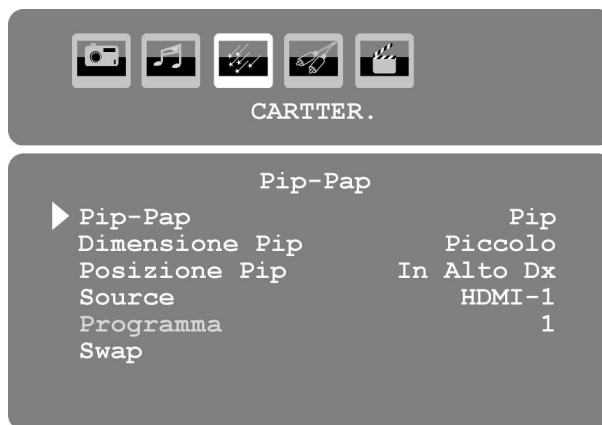 CARTTER.
Pip-Pap
Pip-Pap Pip
Dimensione Pip Piccolo
Posizione Pip In Alto Dx
Source HDMI-1
Programma 1
Swap